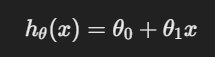 hθ(x) = θ0 + θ1x